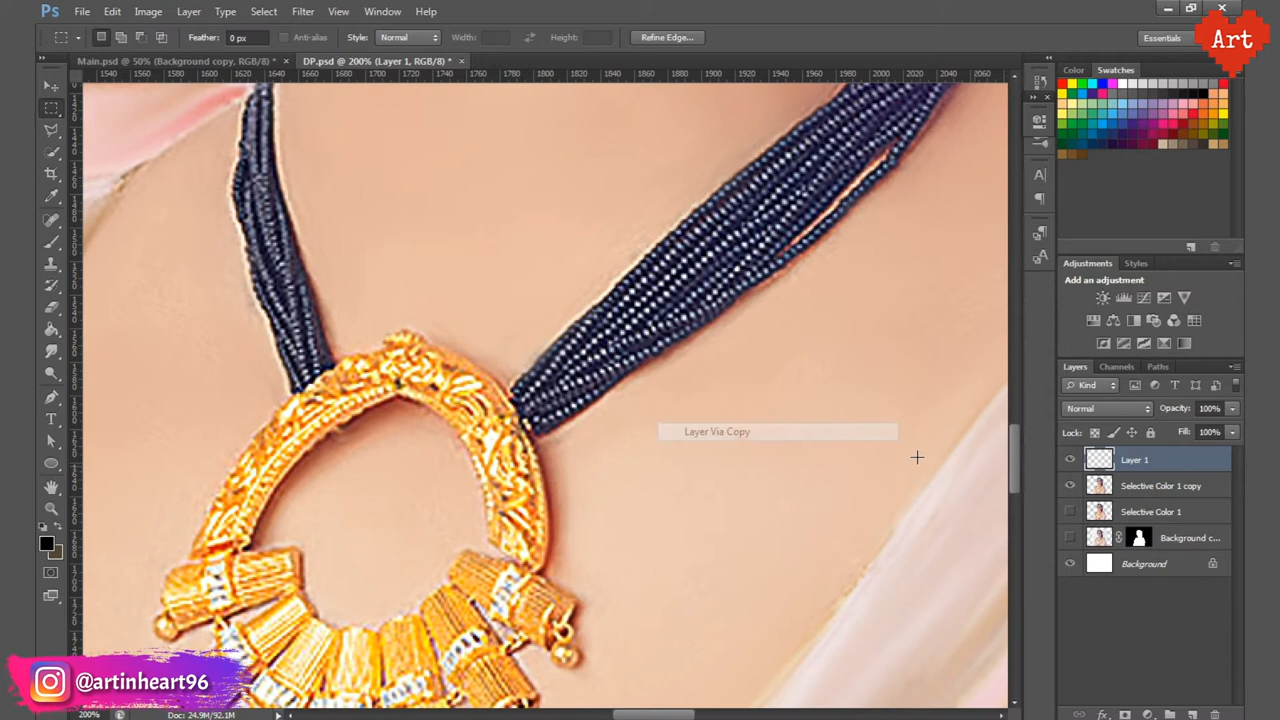 Ps File Edit Image Layer Type Select Filter View Window Help
Art
Feather: 0 px Anti-alias Style: Normal Width: Height: Refine Edge... Essentials
Main.psd @ 50% (Background copy, RGB/8) * × DP.psd @ 200% (Layer 1, RGB/8) * ×
1540 1560 1580 1600 1620 1640 1660 1680 1700 1720 1740 1760 1780 1800 1820 1840 1860 1880 1900 1910 1920 1940 1960 1980 2000 2020 2040 2060
Color Swatches
Adjustments Styles
Add an adjustment
Layers Channels Paths
Kind
Normal Opacity: 100%
Lock: Fill: 100%
Layer Via Copy
Layer 1
Selective Color 1 copy
Selective Color 1
Background c...
Background
@artinheart96
200% Doc: 24.9M/92.1M